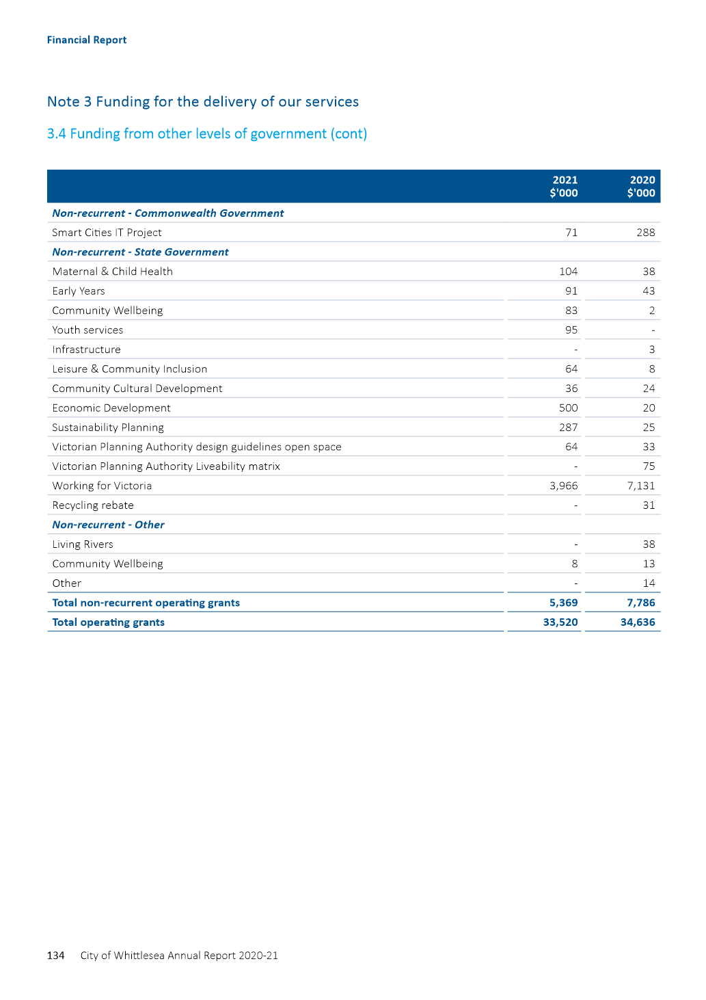 Financial Report
Note 3 Funding for the delivery of our services
3.4 Funding from other levels of government (cont)
2021 2020
$'000 $'000
Non-recurrent - Commonwealth Government
Smart Cities IT Project 71 288
Non-recurrent - State Government
Maternal & Child Health 104 38
Early Years 91 43
Community Wellbeing 83 2
Youth services 95 -
Infrastructure - 3
Leisure & Community Inclusion 64 8
Community Cultural Development 36 24
Economic Development 500 20
Sustainability Planning 287 25
Victorian Planning Authority design guidelines open space 64 33
Victorian Planning Authority Liveability matrix - 75
Working for Victoria 3,966 7,131
Recycling rebate - 31
Non-recurrent - Other
Living Rivers - 38
Community Wellbeing 8 13
Other - 14
Total non-recurrent operating grants 5,369 7,786
Total operating grants 33,520 34,636
134 City of Whittlesea Annual Report 2020-21